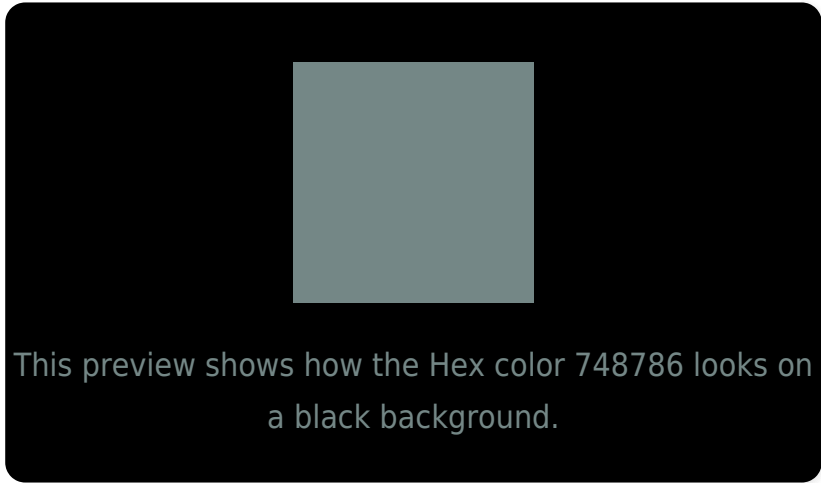 This preview shows how the Hex color 748786 looks on
a black background.